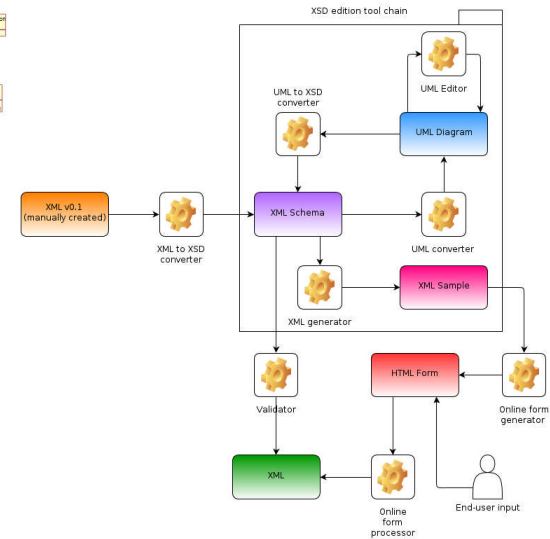 XSD edition tool chain
UML Editor
UML to XSD
converter
UML Diagram
XML v0.1
(manually created)
XML to XSD
converter
XML Schema
UML converter
XML generator
XML Sample
Validator
HTML Form
Online form
generator
XML
Online
form
processor
End-user input